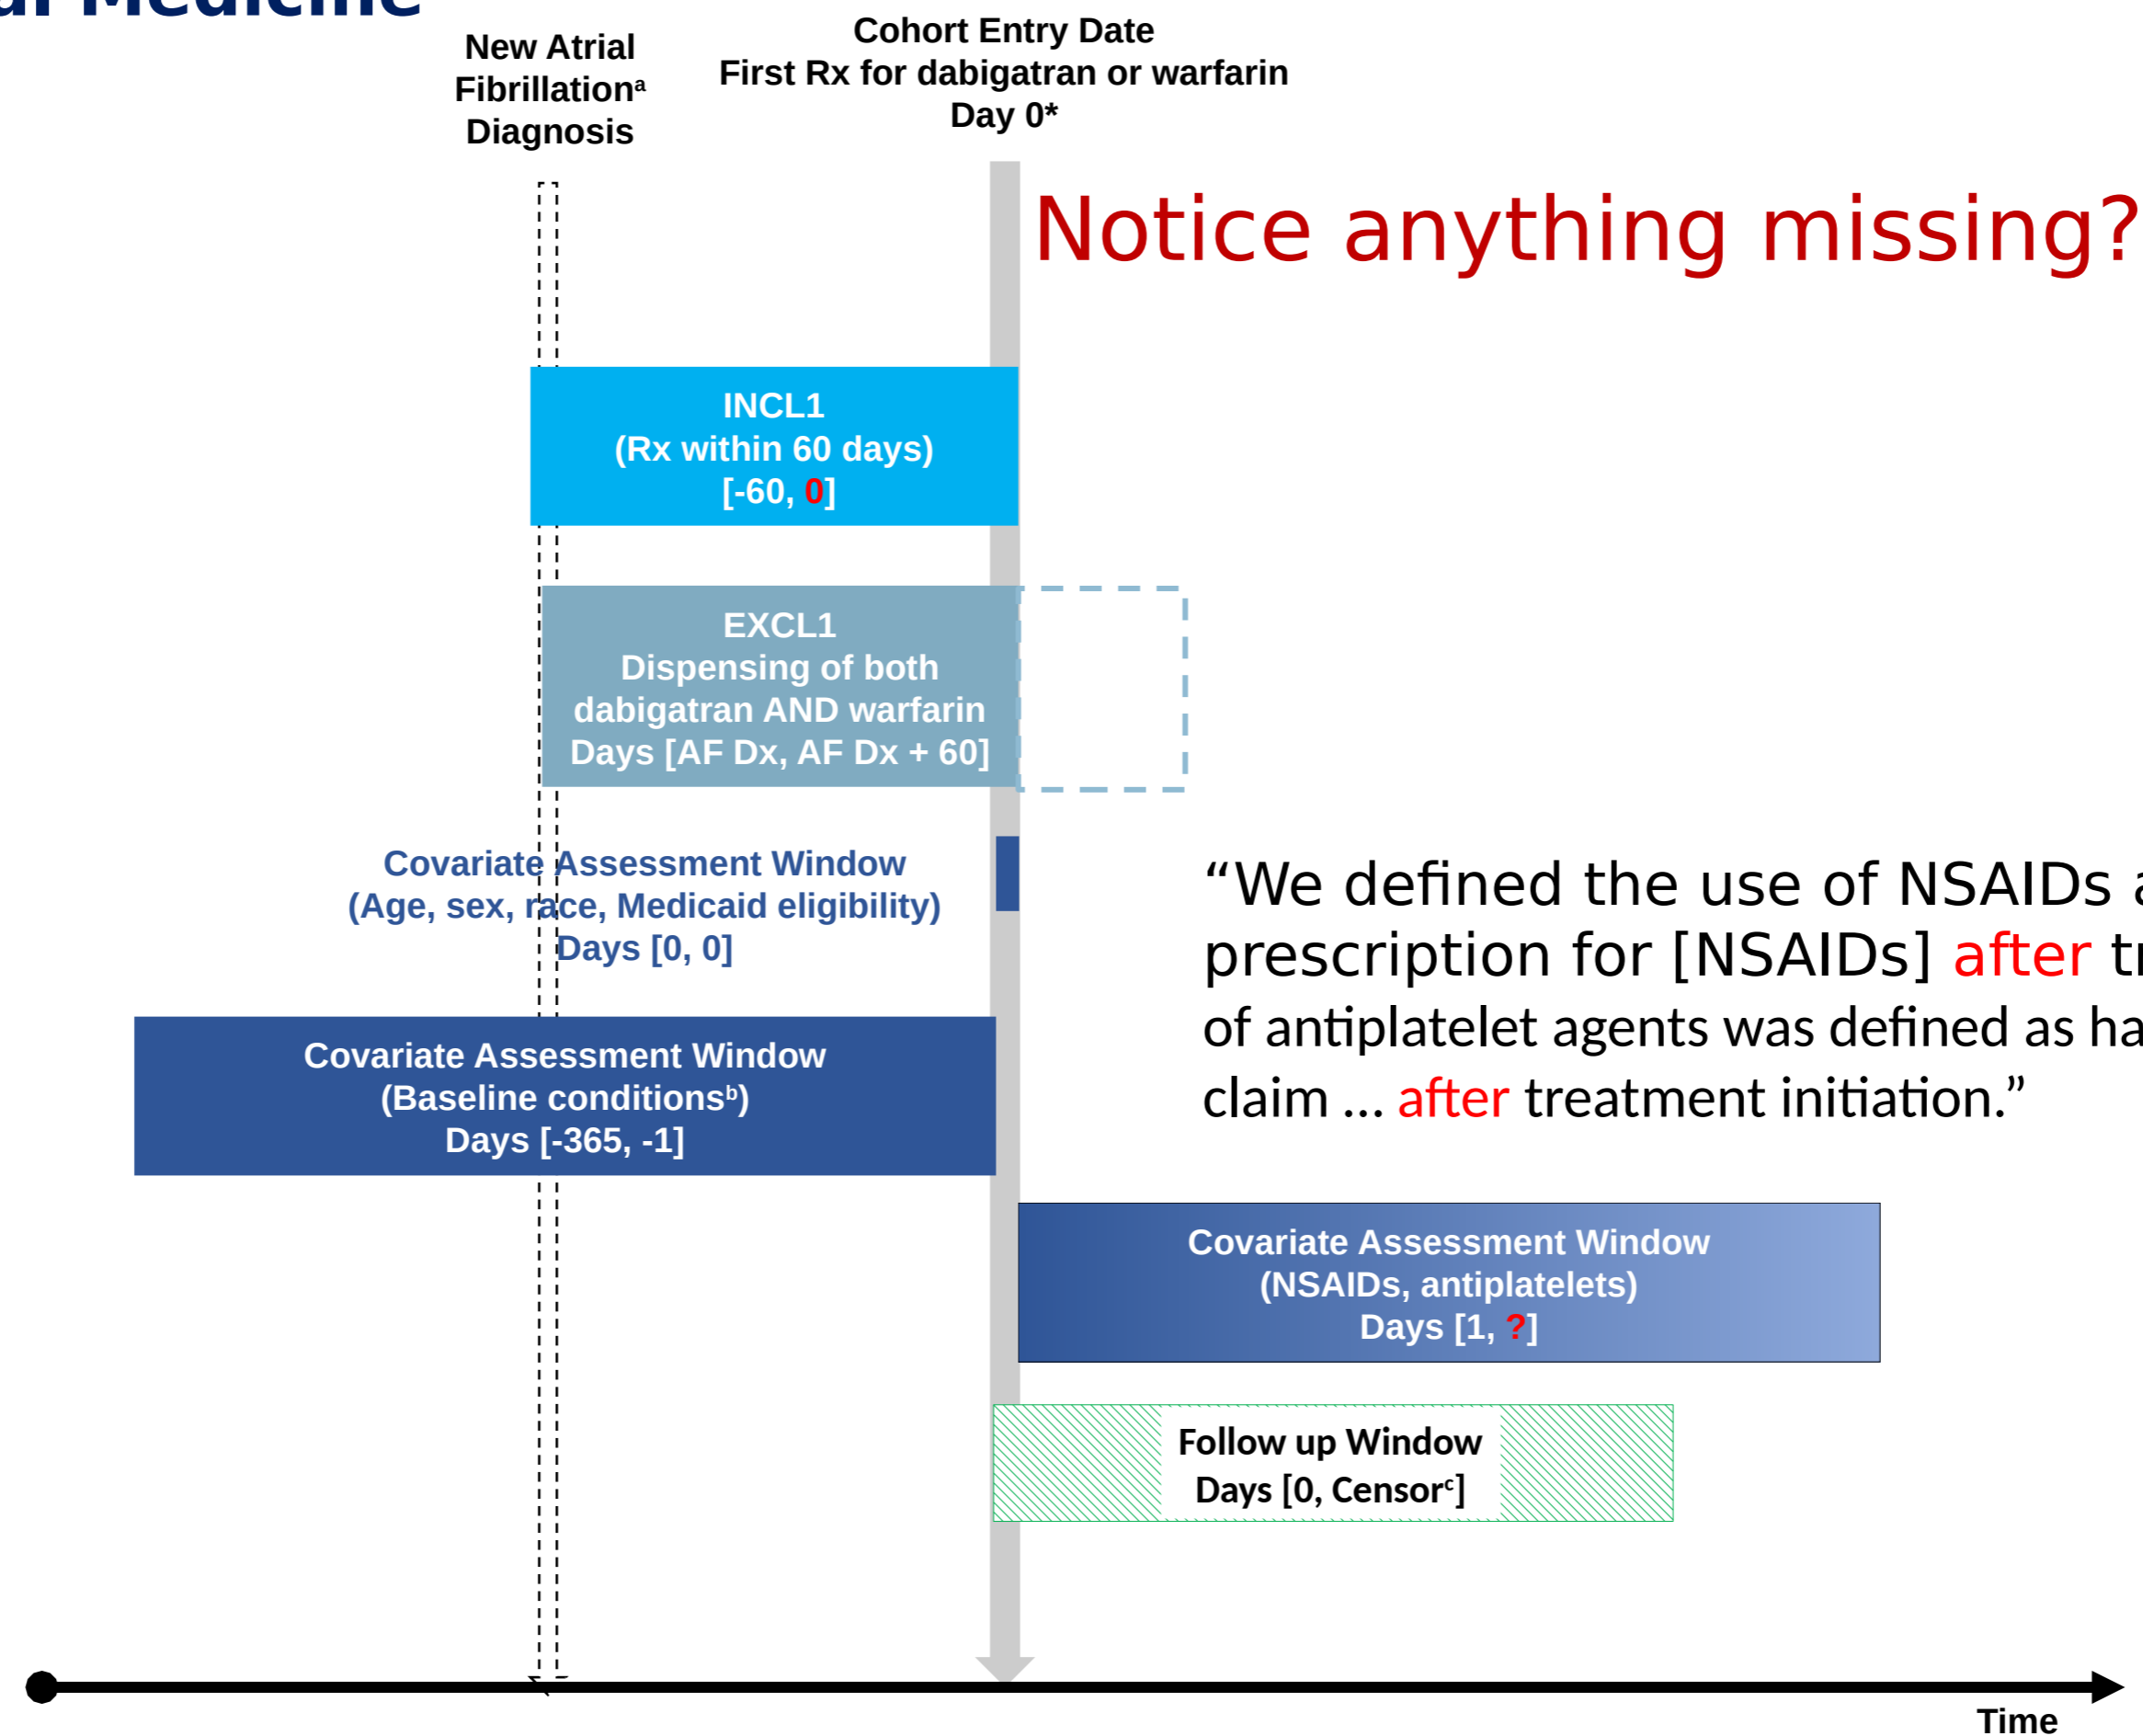 Medicine
New Atrial
Fibrillationᵃ
Diagnosis
Cohort Entry Date
First Rx for dabigatran or warfarin
Day 0*
Notice anything missing?
INCL1
(Rx within 60 days)
[-60, 0]
EXCL1
Dispensing of both
dabigatran AND warfarin
Days [AF Dx, AF Dx + 60]
Covariate Assessment Window
(Age, sex, race, Medicaid eligibility)
Days [0, 0]
“We defined the use of NSAIDs
prescription for [NSAIDs] after
of antiplatelet agents was defined as
claim … after treatment initiation.”
Covariate Assessment Window
(Baseline conditionsᵇ)
Days [-365, -1]
Covariate Assessment Window
(NSAIDs, antiplatelets)
Days [1, ?]
Follow up Window
Days [0, Censorᶜ]
Time